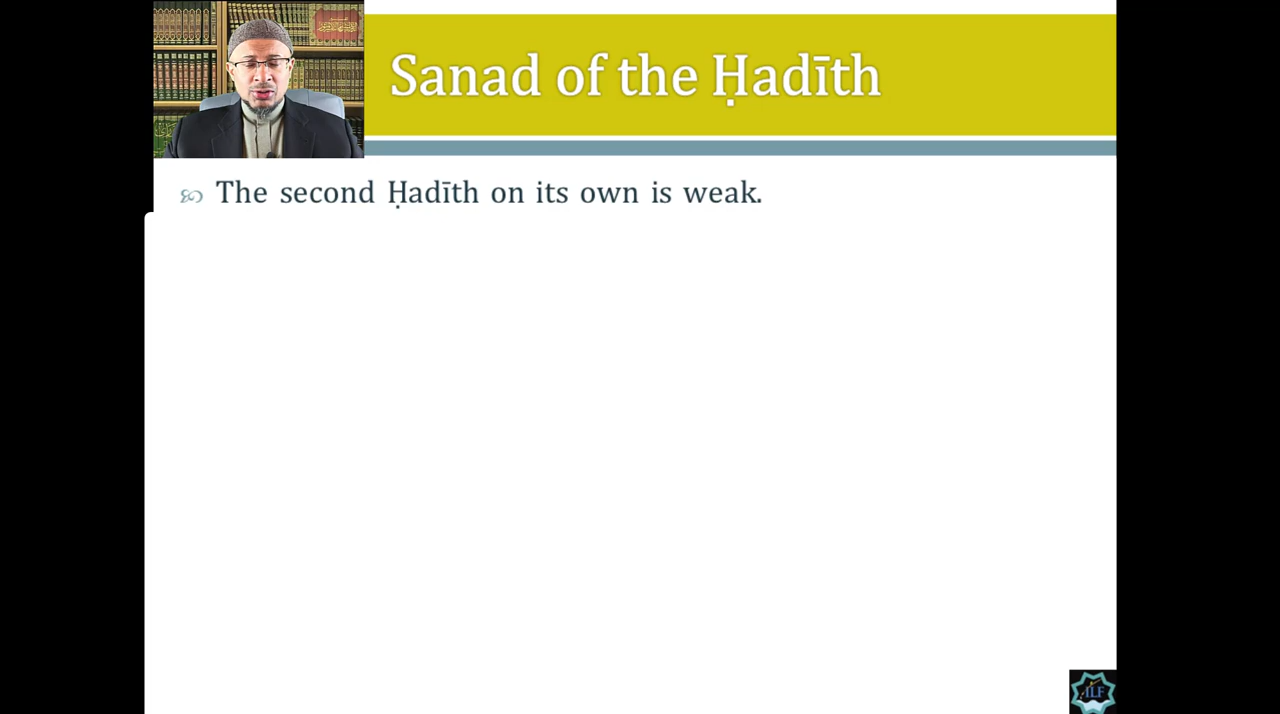 Sanad of the Ḥadīth
The second Ḥadīth on its own is weak.
ILF